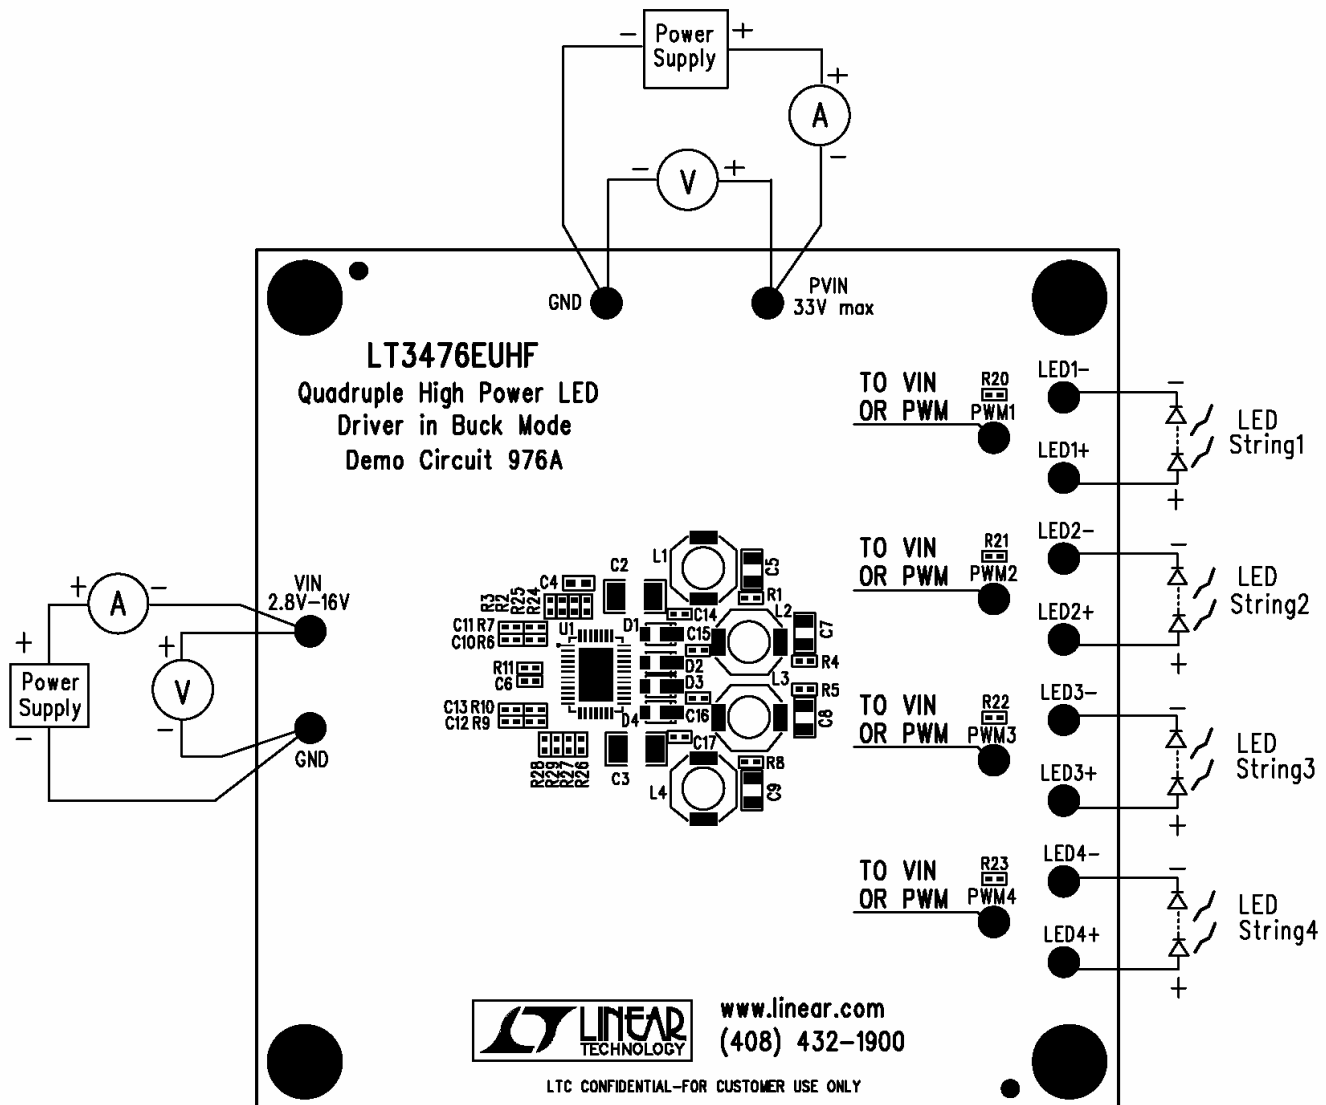 Power
Supply
- +
+
A
-
- V +
GND
PVIN
33V max
LT3476EUHF
Quadruple High Power LED
Driver in Buck Mode
Demo Circuit 976A
TO VIN
OR PWM
R20
PWM1
LED1-
LED1+
-
LED
String1
+
TO VIN
OR PWM
R21
PWM2
LED2-
LED2+
-
LED
String2
+
TO VIN
OR PWM
R22
PWM3
LED3-
LED3+
-
LED
String3
+
TO VIN
OR PWM
R23
PWM4
LED4-
LED4+
-
LED
String4
+
+ A -
VIN
2.8V-16V
+
Power
Supply
-
+
V
-
GND
C4
C2
L1
C5
R1
R3
R2
R25
R24
C14
L2
C11 R7
C10 R6
U1
D1
C15
C7
R4
R11
C6
D2
D3
L3
R5
C13 R10
C12 R9
D4
C16
C8
C17
R28
R29
R27
R26
C3
L4
R8
C9
LINEAR
TECHNOLOGY
www.linear.com
(408) 432-1900
LTC CONFIDENTIAL-FOR CUSTOMER USE ONLY